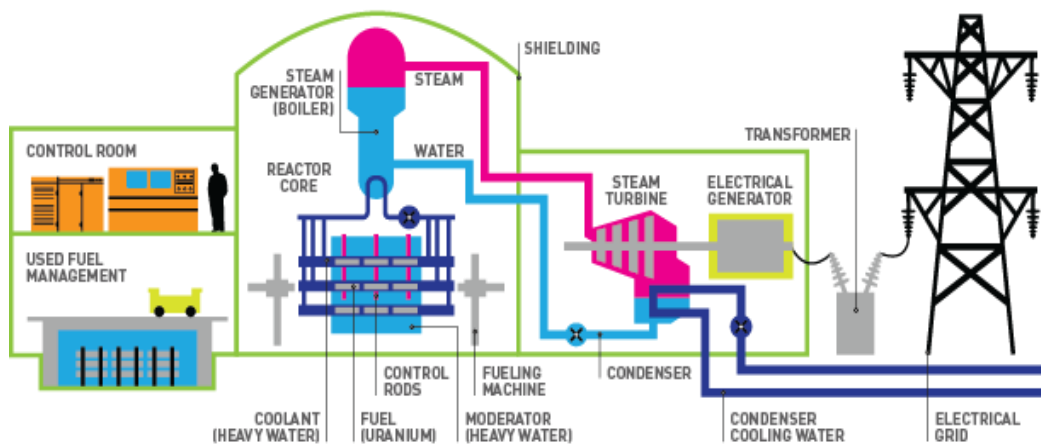 SHIELDING
STEAM
GENERATOR
(BOILER)
STEAM
TRANSFORMER
CONTROL ROOM
WATER
REACTOR
CORE
STEAM
TURBINE
ELECTRICAL
GENERATOR
USED FUEL
MANAGEMENT
CONTROL
RODS
FUELING
MACHINE
CONDENSER
COOLANT
(HEAVY WATER)
FUEL
(URANIUM)
MODERATOR
(HEAVY WATER)
CONDENSER
COOLING WATER
ELECTRICAL
GRID